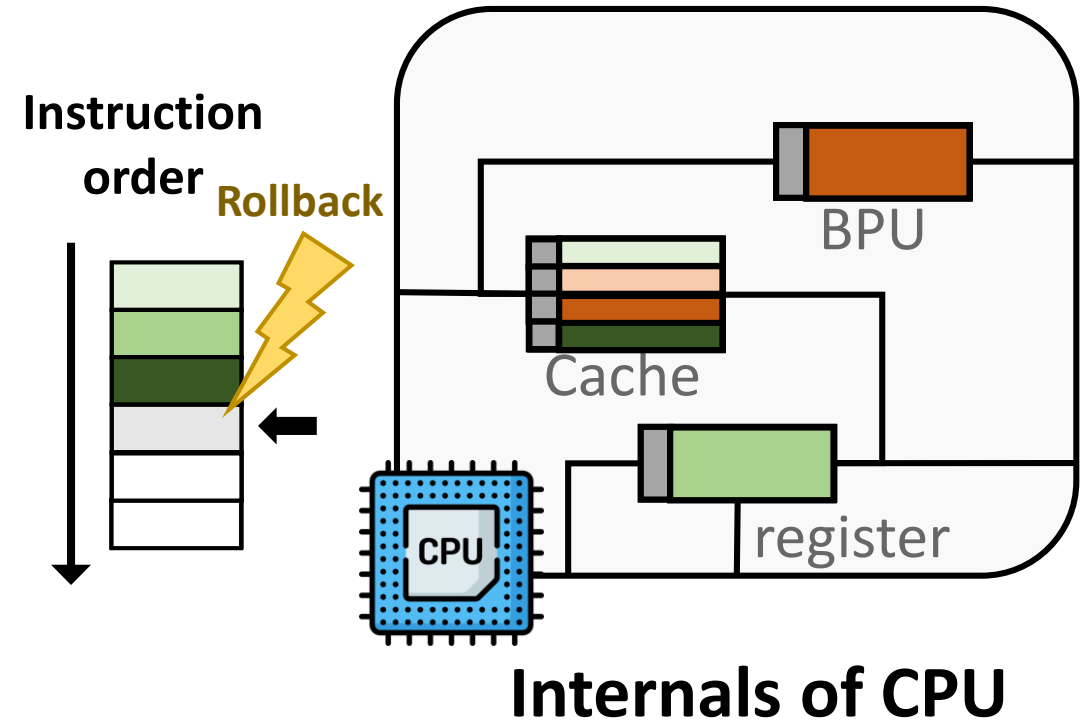 Instruction
order
Rollback
BPU
Cache
register
CPU
Internals of CPU